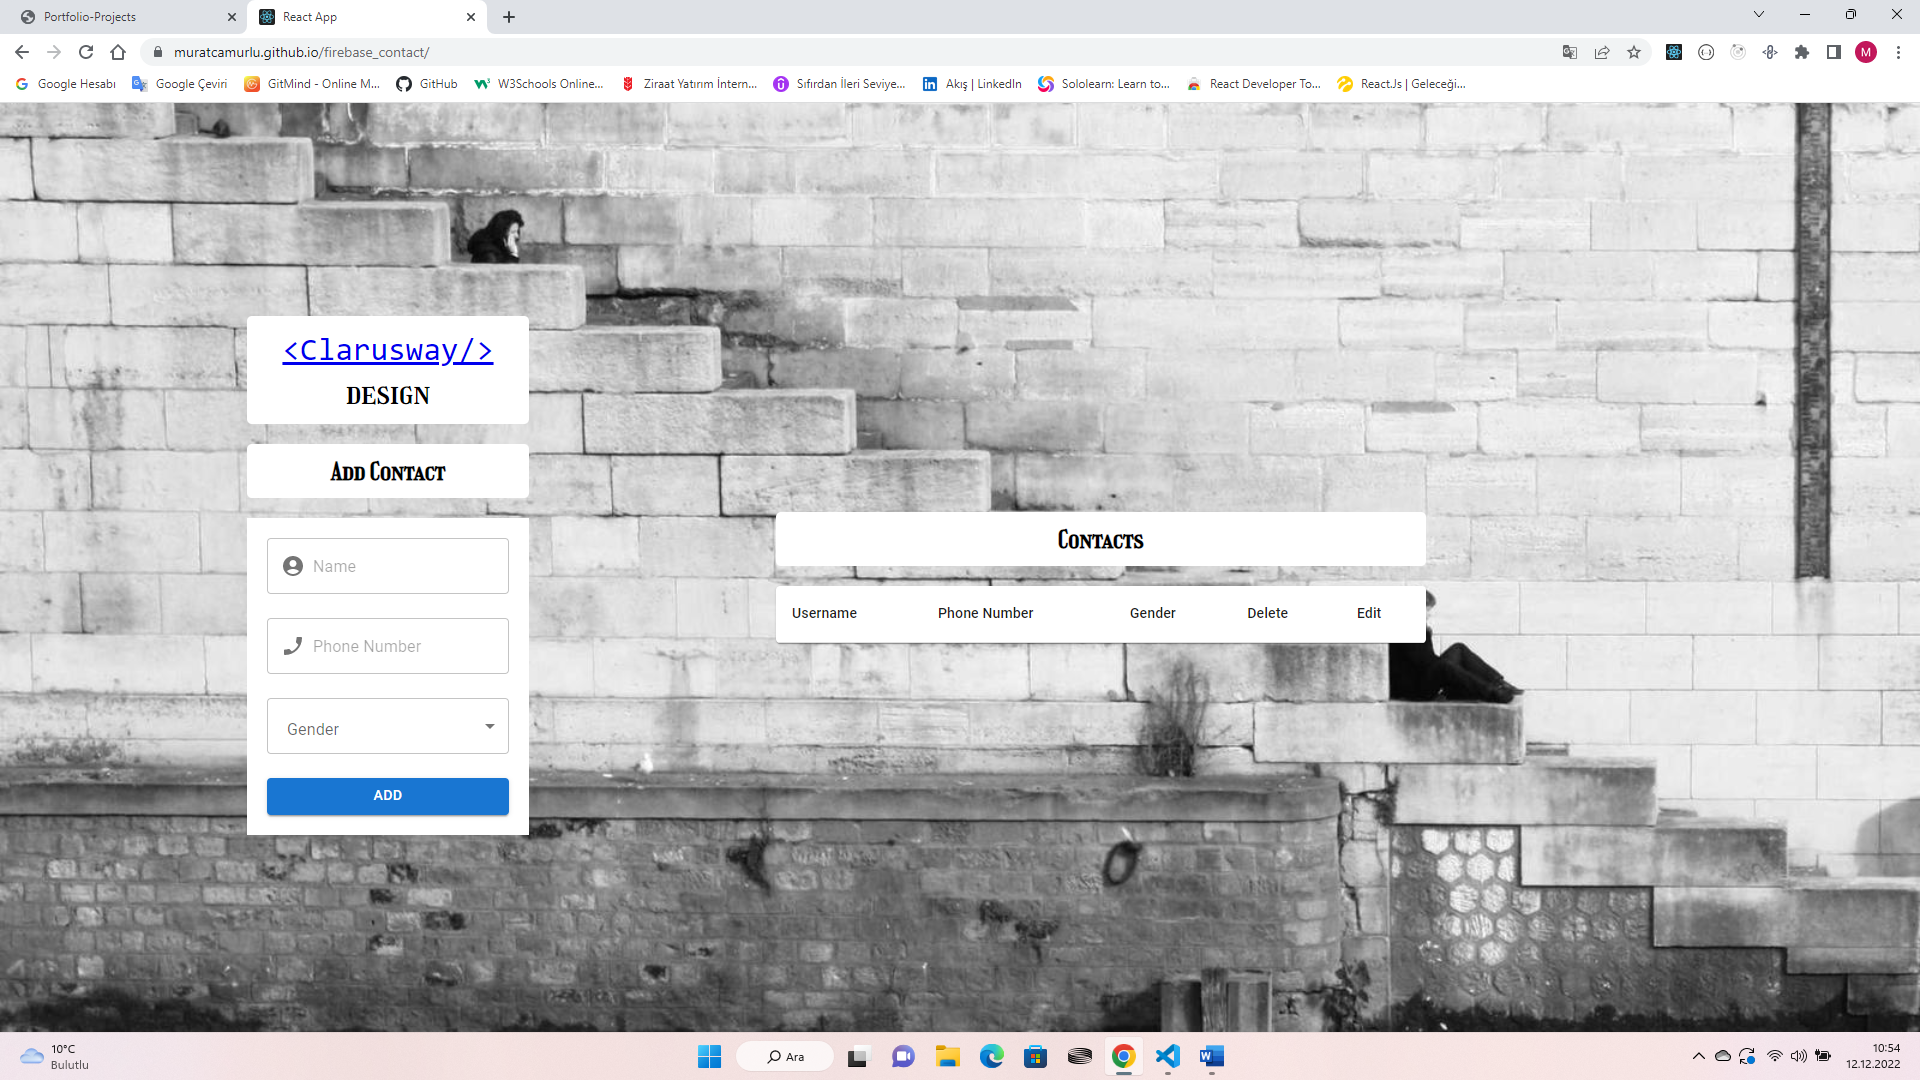 Portfolio-Projects
React App
muratcamurlu.github.io/firebase_contact/
M
Google Hesabı
Google Çeviri
GitMind - Online M...
GitHub
W3Schools Online...
Ziraat Yatırım İntern...
Sıfırdan İleri Seviye...
Akış | LinkedIn
Sololearn: Learn to...
React Developer To...
React.Js | Geleceği...
<Clarusway/>
DESIGN
Add Contact
Name
Phone Number
Gender
ADD
Contacts
Username Phone Number Gender Delete Edit
10°C
Bulutlu
Ara
10:54
12.12.2022